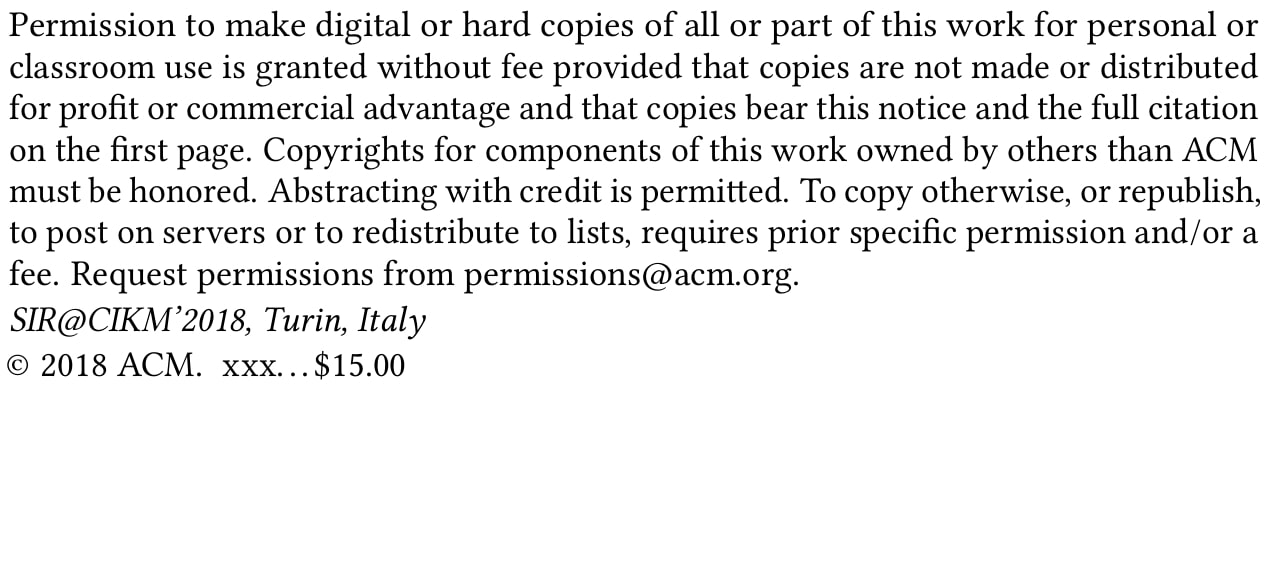 Permission to make digital or hard copies of all or part of this work for personal or
classroom use is granted without fee provided that copies are not made or distributed
for profit or commercial advantage and that copies bear this notice and the full citation
on the first page. Copyrights for components of this work owned by others than ACM
must be honored. Abstracting with credit is permitted. To copy otherwise, or republish,
to post on servers or to redistribute to lists, requires prior specific permission and/or a
fee. Request permissions from permissions@acm.org.
SIR@CIKM’2018, Turin, Italy
© 2018 ACM. xxx. . . $15.00